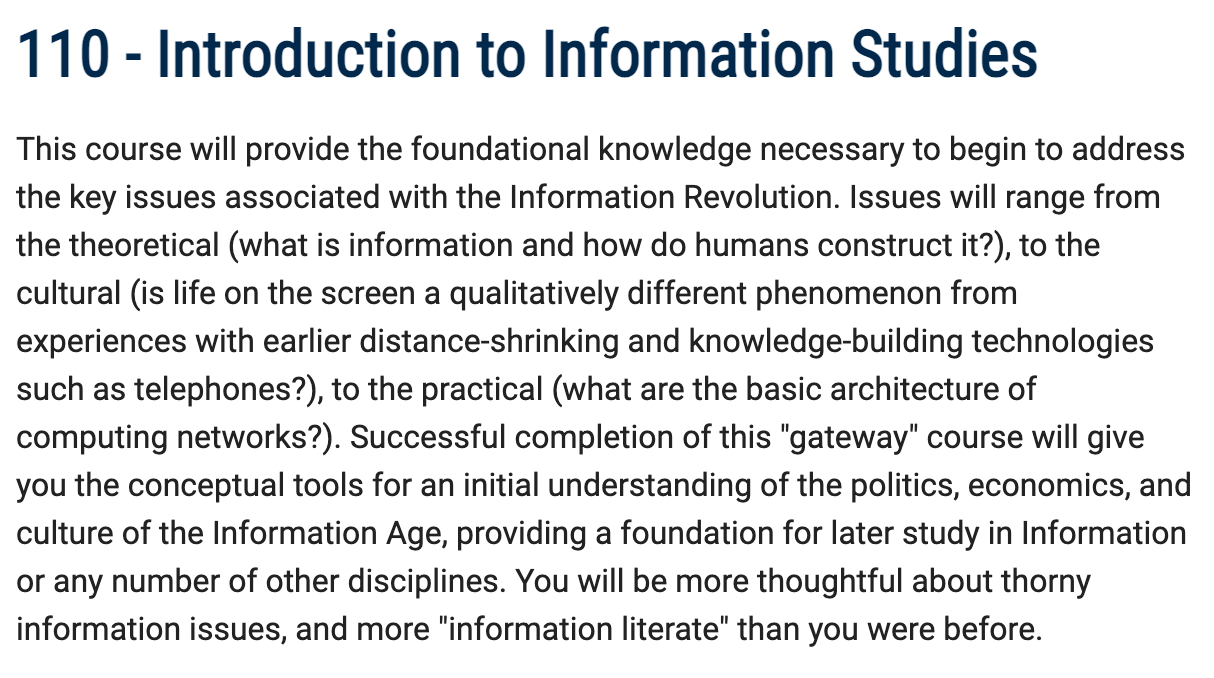 110 - Introduction to Information Studies
This course will provide the foundational knowledge necessary to begin to address
the key issues associated with the Information Revolution. Issues will range from
the theoretical (what is information and how do humans construct it?), to the
cultural (is life on the screen a qualitatively different phenomenon from
experiences with earlier distance-shrinking and knowledge-building technologies
such as telephones?), to the practical (what are the basic architecture of
computing networks?). Successful completion of this "gateway" course will give
you the conceptual tools for an initial understanding of the politics, economics, and
culture of the Information Age, providing a foundation for later study in Information
or any number of other disciplines. You will be more thoughtful about thorny
information issues, and more "information literate" than you were before.